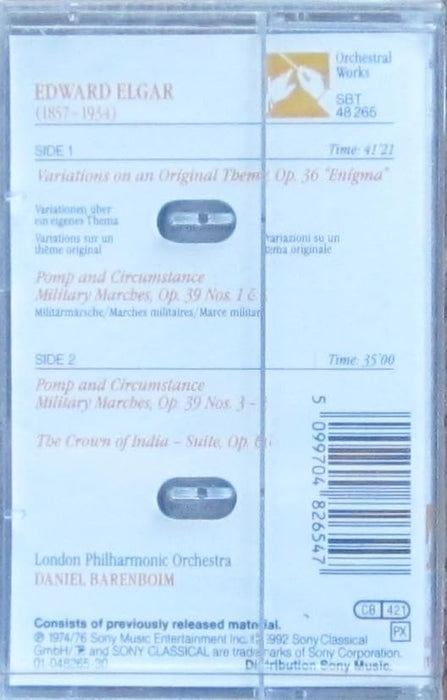 Orchestral
Works
EDWARD ELGAR
(1857-1934)
SBT
48 265
SIDE 1 Time: 41'21
Variations on an Original Theme Op. 36 "Enigma"
Variationen über
ein eigenes Thema
Variations sur un
thème original
Variazioni su un
tema originale
Pomp and Circumstance
Military Marches, Op. 39 Nos. 1 &
Militärmärsche/Marches militaires/Marce militar
SIDE 2 Time: 35'00
Pomp and Circumstance
Military Marches, Op. 39 Nos. 3 -
The Crown of India – Suite, Op.
5 099704 826547
London Philharmonic Orchestra
DANIEL BARENBOIM
CB 421
PX
Consists of previously released material.
℗ 1974/76 Sony Music Entertainment Inc. 1992 Sony Classical
GmbH/ and SONY CLASSICAL are trademarks of Sony Corporation.
01-048265-30 Distribution Sony Music.